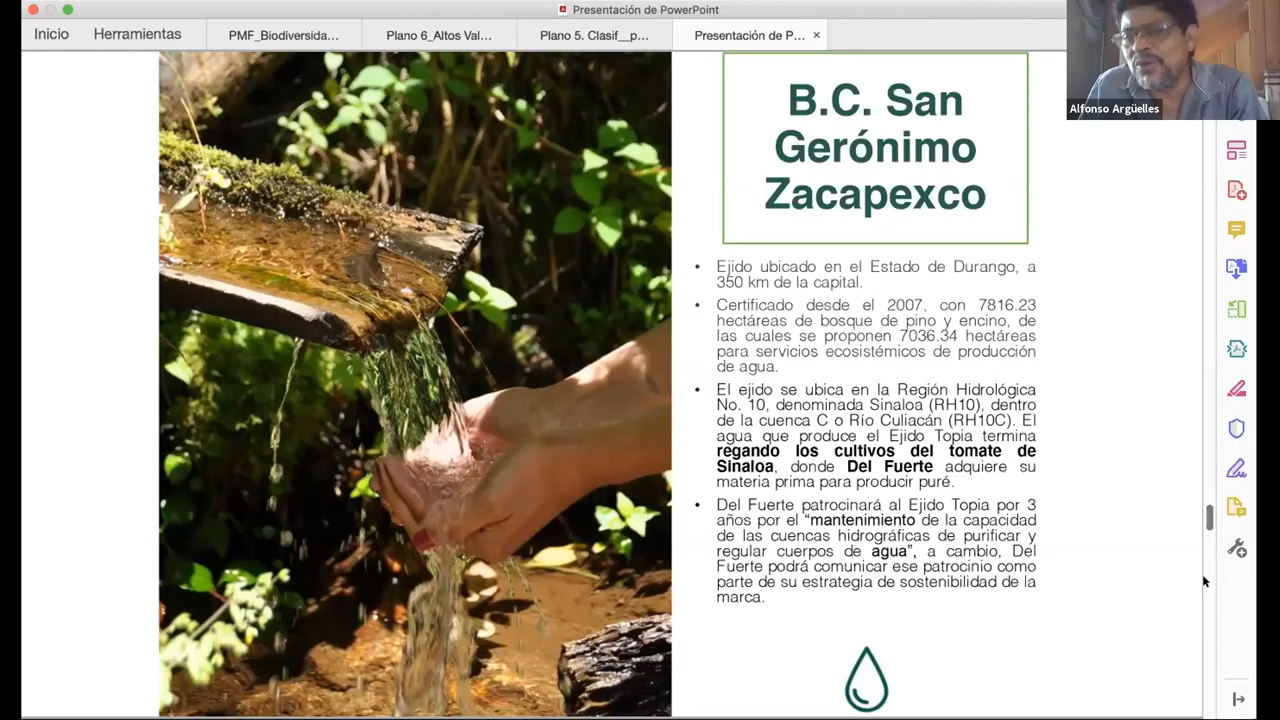 Presentación de PowerPoint
Inicio
Herramientas
PMF_Biodiversida...
Plano 6_Altos Val...
Plano 5. Clasif__p...
Presentación de P...
Alfonso Argüelles
B.C. San
Gerónimo
Zacapexco
• Ejido ubicado en el Estado de Durango, a
350 km de la capital.
• Certificado desde el 2007, con 7816.23
hectáreas de bosque de pino y encino, de
las cuales se proponen 7036.34 hectáreas
para servicios ecosistémicos de producción
de agua.
• El ejido se ubica en la Región Hidrológica
No. 10, denominada Sinaloa (RH10), dentro
de la cuenca C o Río Culiacán (RH10C). El
agua que produce el Ejido Topia termina
regando los cultivos del tomate de
Sinaloa, donde Del Fuerte adquiere su
materia prima para producir puré.
• Del Fuerte patrocinará al Ejido Topia por 3
años por el “mantenimiento de la capacidad
de las cuencas hidrográficas de purificar y
regular cuerpos de agua”, a cambio, Del
Fuerte podrá comunicar ese patrocinio como
parte de su estrategia de sostenibilidad de la
marca.